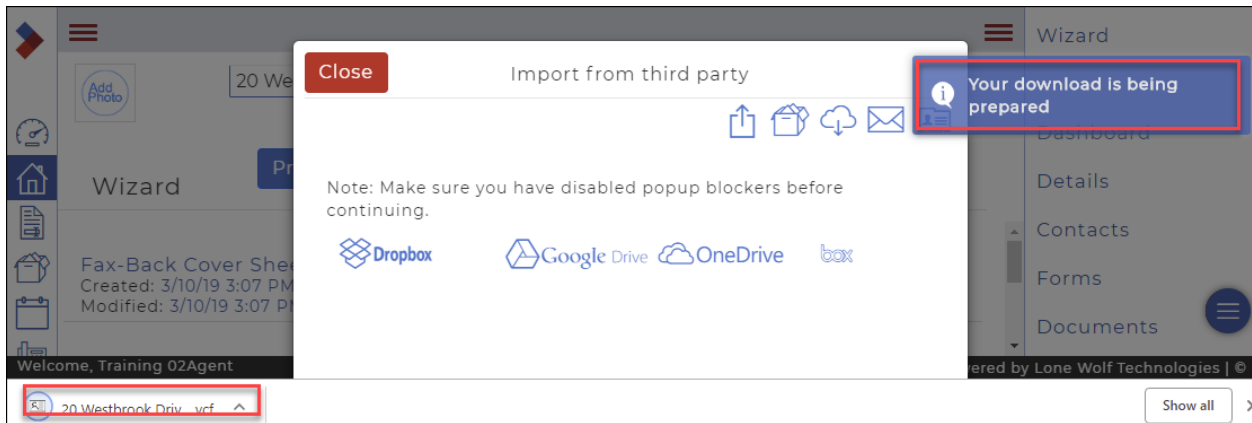 Wizard
Close
Import from third party
Your download is being
prepared
Add
Photo
20 We
Dashboard
Pr
Wizard
Note: Make sure you have disabled popup blockers before
continuing.
Details
Dropbox
Google Drive
OneDrive
box
Contacts
Fax-Back Cover Shee
Created: 3/10/19 3:07 PM
Modified: 3/10/19 3:07 PM
Forms
Documents
Welcome, Training 02Agent
ered by Lone Wolf Technologies | ©
20 Westbrook Driv....vcf
Show all